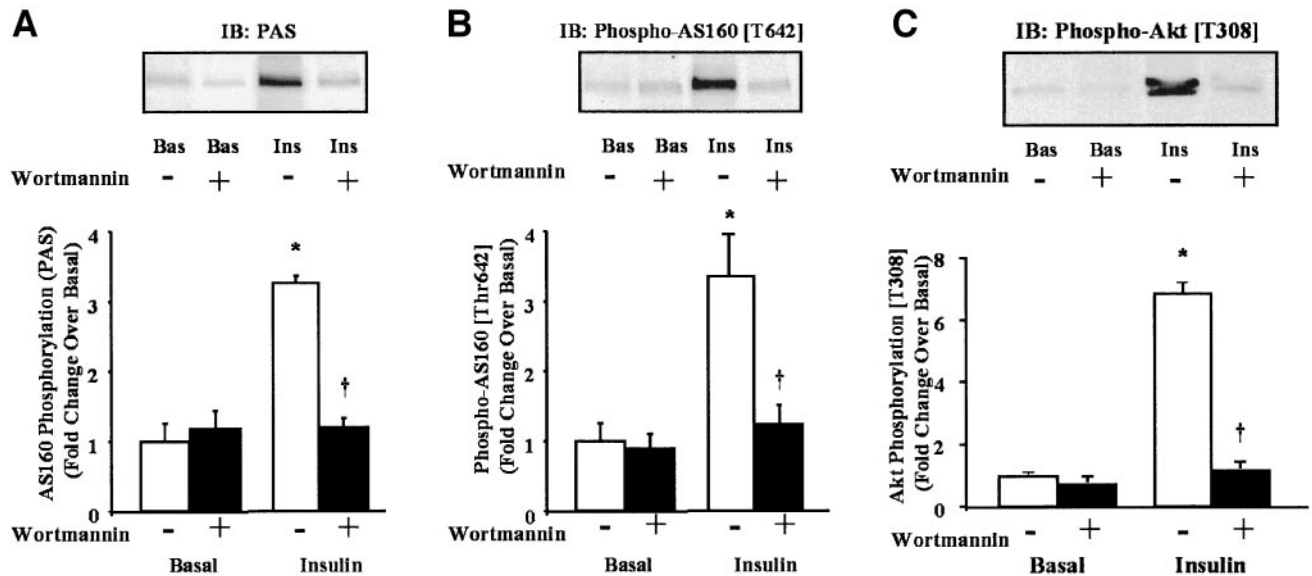 A
IB: PAS
Bas Bas Ins Ins
Wortmannin - + - +
AS160 Phosphorylation (PAS)
(Fold Change Over Basal)
4
3
2
1
0
*
†
Wortmannin - + - +
Basal Insulin
B
IB: Phospho-AS160 [T642]
Bas Bas Ins Ins
Wortmannin - + - +
Phospho-AS160 [Thr642]
(Fold Change Over Basal)
4
3
2
1
0
*
†
Wortmannin - + - +
Basal Insulin
C
IB: Phospho-Akt [T308]
Bas Bas Ins Ins
Wortmannin - + - +
Akt Phosphorylation [T308]
(Fold Change Over Basal)
8
6
4
2
0
*
†
Wortmannin - + - +
Basal Insulin